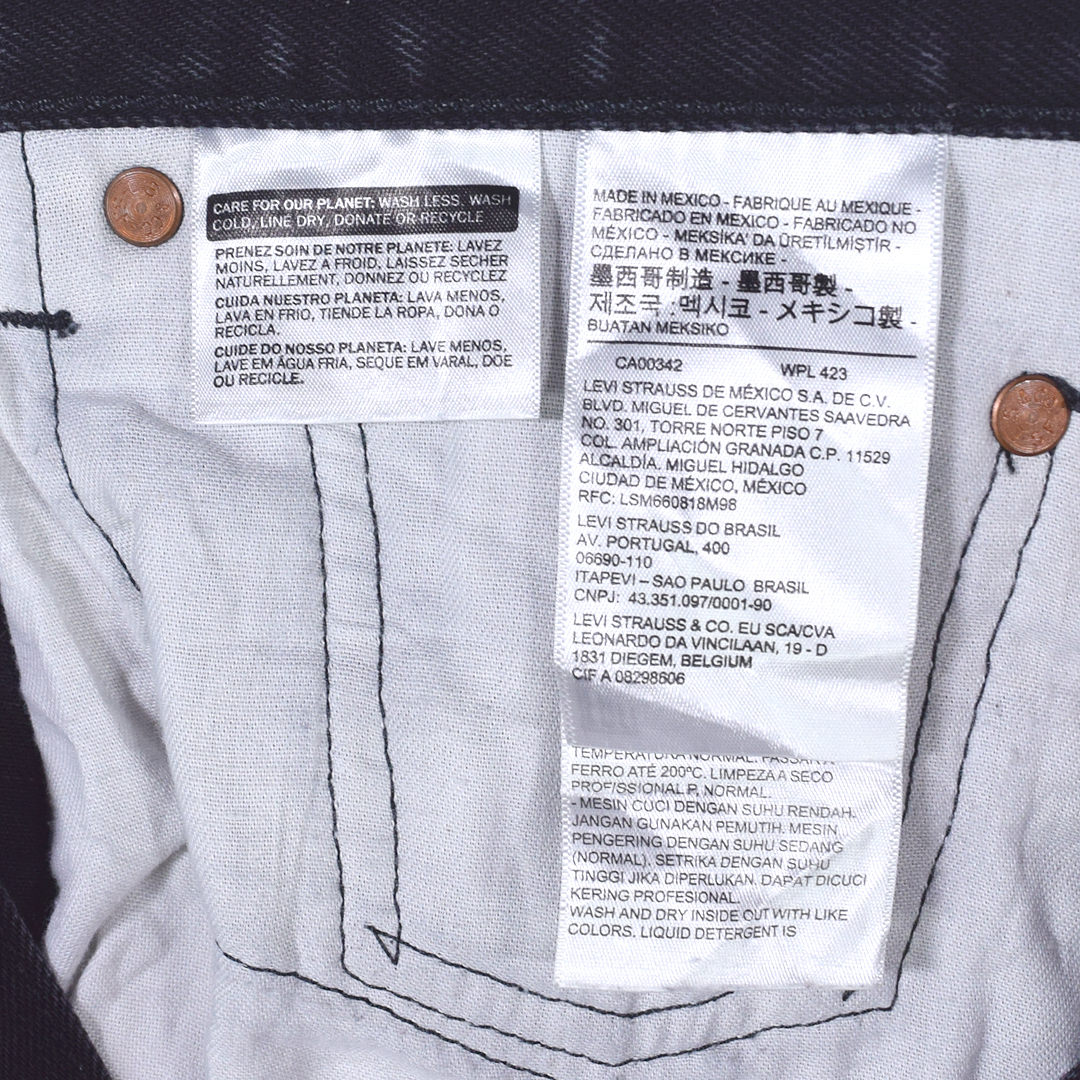 CARE FOR OUR PLANET: WASH LESS, WASH
COLD, LINE DRY, DONATE OR RECYCLE
PRENEZ SOIN DE NOTRE PLANETE: LAVEZ
MOINS, LAVEZ A FROID, LAISSEZ SECHER
NATURELLEMENT, DONNEZ OU RECYCLEZ
CUIDA NUESTRO PLANETA: LAVA MENOS,
LAVA EN FRIO, TIENDE LA ROPA, DONA O
RECICLA.
CUIDE DO NOSSO PLANETA: LAVE MENOS,
LAVE EM ÁGUA FRIA, SEQUE EM VARAL, DOE
OU RECICLE.
MADE IN MEXICO - FABRIQUE AU MEXIQUE -
FABRICADO EN MEXICO - FABRICADO NO
MÉXICO - MEKSİKA' DA ÜRETİLMİŞTİR -
СДЕЛАНО В МЕКСИКЕ -
墨西哥制造 - 墨西哥製 -
제조국 : 멕시코 - メキシコ製 -
BUATAN MEKSIKO
CA00342 WPL 423
LEVI STRAUSS DE MÉXICO S.A. DE C.V.
BLVD. MIGUEL DE CERVANTES SAAVEDRA
NO. 301, TORRE NORTE PISO 7
COL. AMPLIACIÓN GRANADA C.P. 11529
ALCALDÍA. MIGUEL HIDALGO
CIUDAD DE MÉXICO, MÉXICO
RFC: LSM660818M98
LEVI STRAUSS DO BRASIL
AV. PORTUGAL, 400
06690-110
ITAPEVI – SAO PAULO BRASIL
CNPJ: 43.351.097/0001-90
LEVI STRAUSS & CO. EU SCA/CVA
LEONARDO DA VINCILAAN, 19 - D
1831 DIEGEM, BELGIUM
CIF A 08298606
TEMPERATURA NORMAL. PASSAR A
FERRO ATÉ 200ºC. LIMPEZA A SECO
PROFISSIONAL P, NORMAL.
- MESIN CUCI DENGAN SUHU RENDAH.
JANGAN GUNAKAN PEMUTIH. MESIN
PENGERING DENGAN SUHU SEDANG
(NORMAL). SETRIKA DENGAN SUHU
TINGGI JIKA DIPERLUKAN. DAPAT DICUCI
KERING PROFESIONAL.
WASH AND DRY INSIDE OUT WITH LIKE
COLORS. LIQUID DETERGENT IS